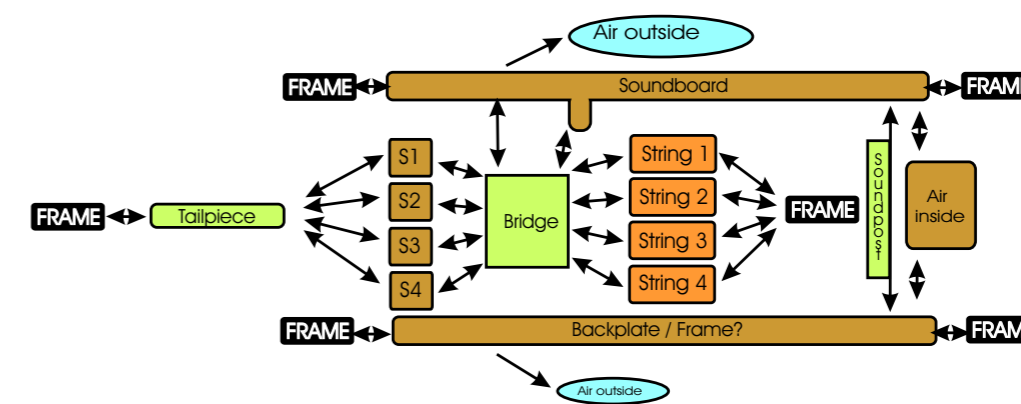 Air outside
FRAME
Soundboard
FRAM
S1
String 1
S2
String 2
FRAME
Tailpiece
Bridge
FRAME
S3
String 3
S4
String 4
Soundpost
Air
inside
FRAME
Backplate / Frame?
FRAM
Air outside